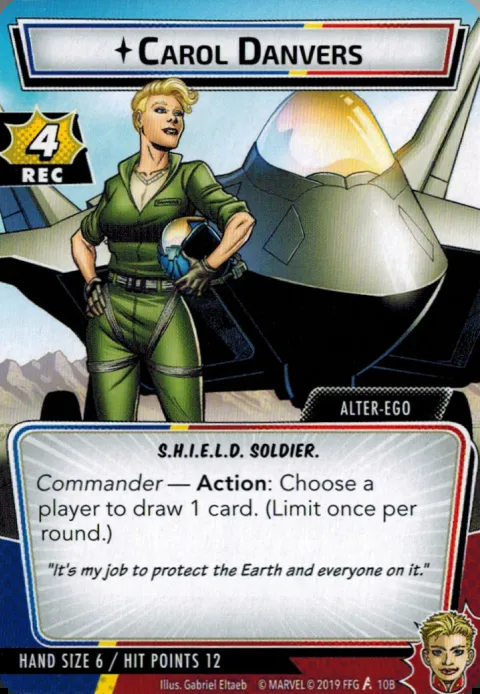 CAROL DANVERS
4
REC
ALTER-EGO
S.H.I.E.L.D. SOLDIER.
Commander — Action: Choose a
player to draw 1 card. (Limit once per
round.)
"It's my job to protect the Earth and everyone on it."
HAND SIZE 6 / HIT POINTS 12
Illus. Gabriel Eltaeb © MARVEL © 2019 FFG 10B